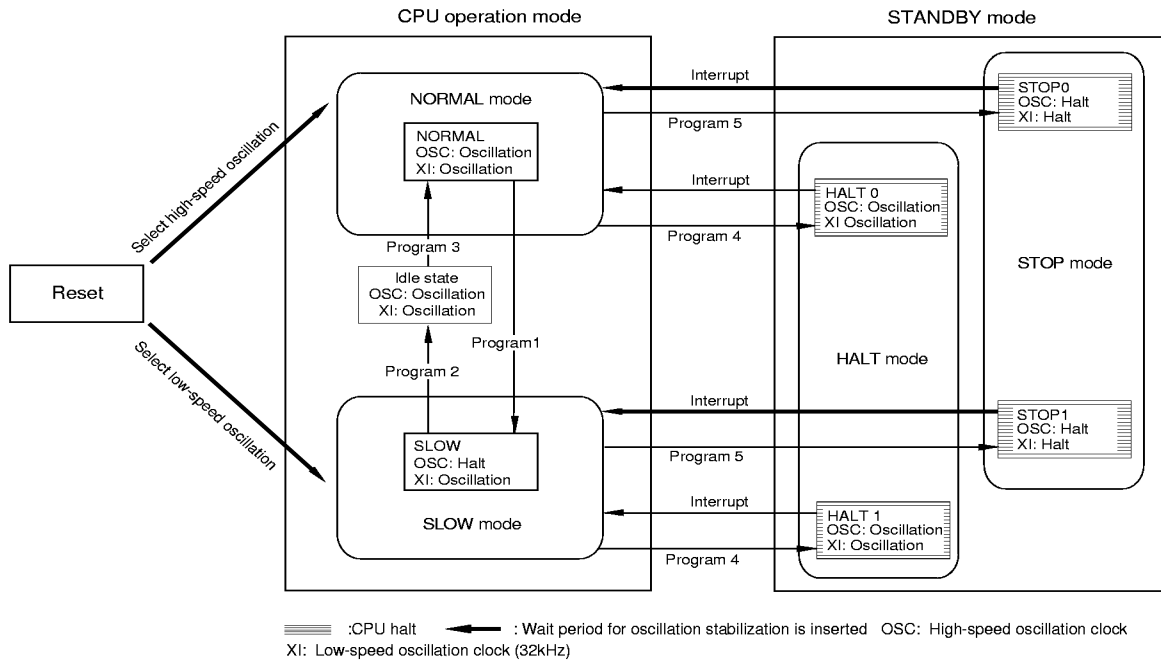 CPU operation mode
STANDBY mode
NORMAL mode
NORMAL
OSC: Oscillation
XI: Oscillation
Interrupt
Program 5
STOP0
OSC: Halt
XI: Halt
Interrupt
Program 4
HALT 0
OSC: Oscillation
XI Oscillation
STOP mode
Select high-speed oscillation
Reset
Select low-speed oscillation
Program 3
Idle state
OSC: Oscillation
XI: Oscillation
Program1
Program 2
HALT mode
SLOW
OSC: Halt
XI: Oscillation
SLOW mode
Interrupt
Program 5
STOP1
OSC: Halt
XI: Halt
Interrupt
Program 4
HALT 1
OSC: Oscillation
XI: Oscillation
:CPU halt
: Wait period for oscillation stabilization is inserted
OSC: High-speed oscillation clock
XI: Low-speed oscillation clock (32kHz)